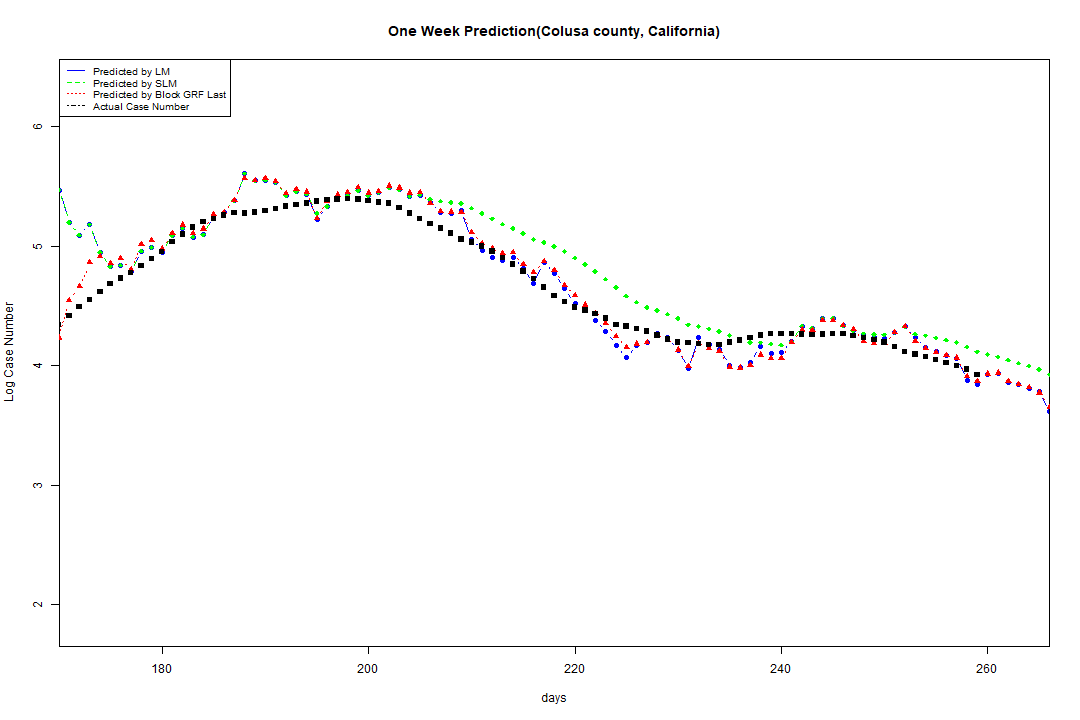 One Week Prediction(Colusa county, California)
Predicted by LM
Predicted by SLM
Predicted by Block GRF Last
Actual Case Number
6
5
4
3
2
Log Case Number
180 200 220 240 260
days